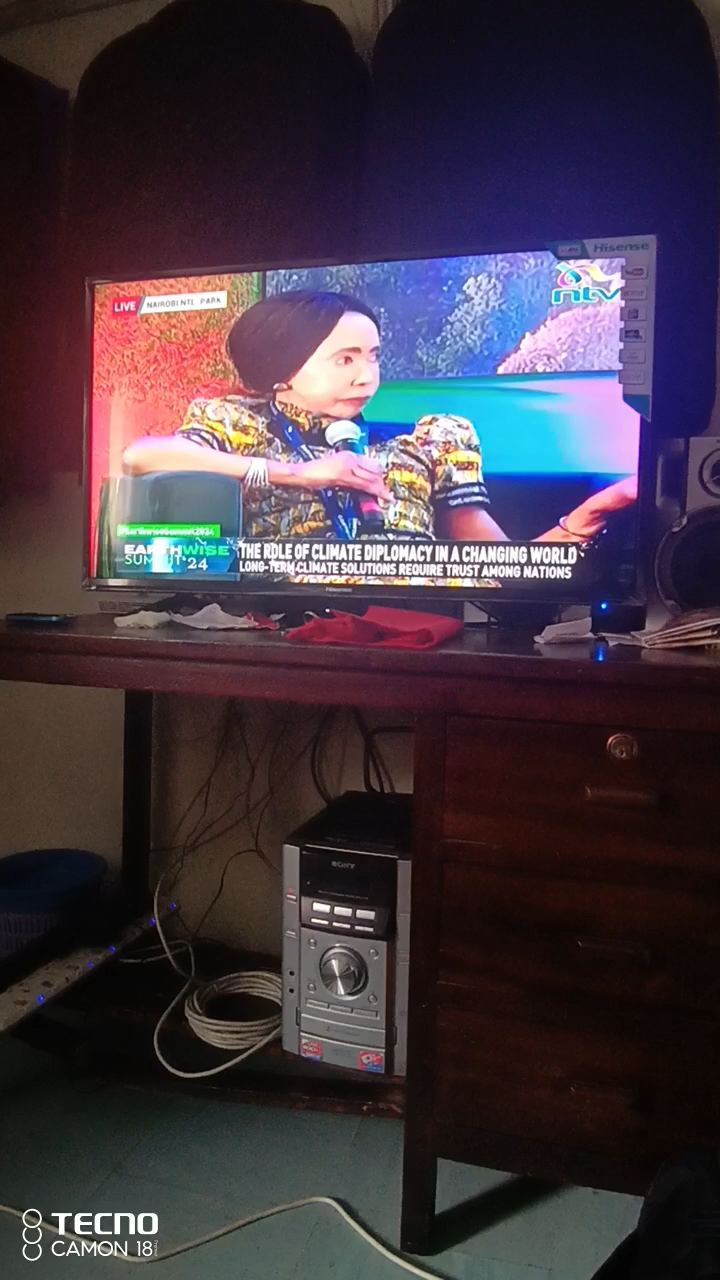 Hisense
LIVE
NAIROBI NTL PARK
ntv
#EarthwiseSummit2024
EARTHWISE
SUMMIT'24
THE ROLE OF CLIMATE DIPLOMACY IN A CHANGING WORLD
LONG-TERM CLIMATE SOLUTIONS REQUIRE TRUST AMONG NATIONS
Hisense
SONY
TECNO
CAMON 18